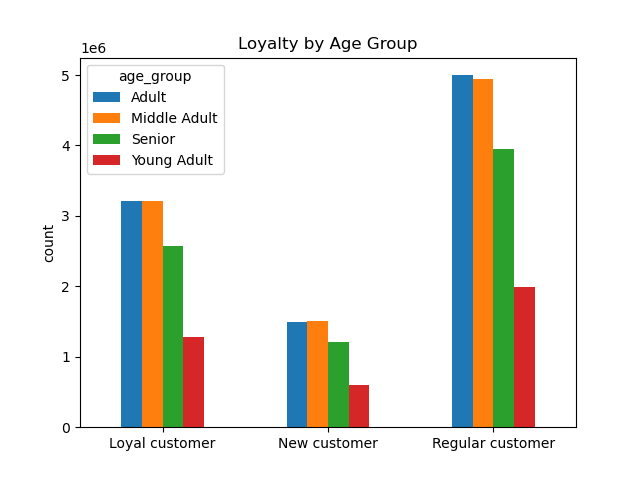 Loyalty by Age Group
1e6
age_group
Adult
Middle Adult
Senior
Young Adult
5
4
3
2
1
0
count
Loyal customer
New customer
Regular customer